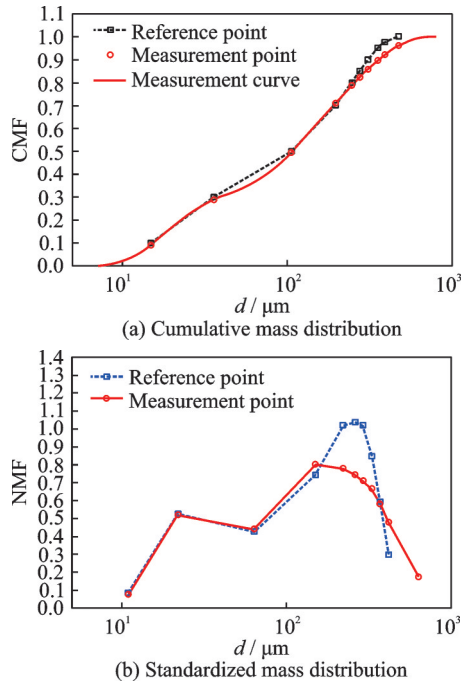 Reference point
Measurement point
Measurement curve
CMF
1.1
1.0
0.9
0.8
0.7
0.6
0.5
0.4
0.3
0.2
0.1
0.0
10¹ 10² 10³
d / μm
(a) Cumulative mass distribution
Reference point
Measurement point
NMF
1.4
1.3
1.2
1.1
1.0
0.9
0.8
0.7
0.6
0.5
0.4
0.3
0.2
0.1
0.0
10¹ 10² 10³
d / μm
(b) Standardized mass distribution